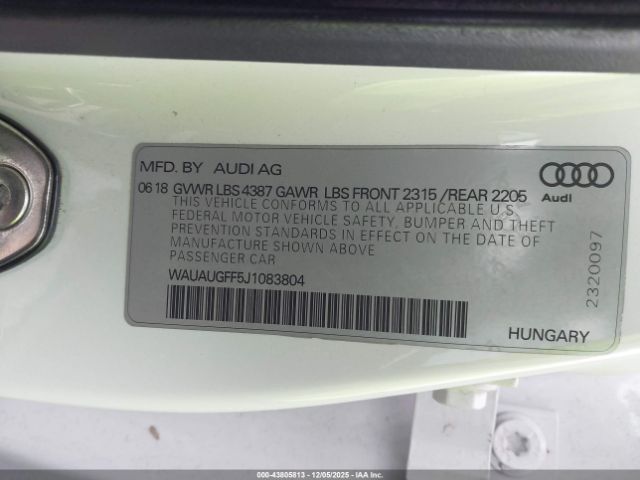 MFD. BY AUDI AG
06 18 GVWR LBS 4387 GAWR LBS FRONT 2315 /REAR 2205
THIS VEHICLE CONFORMS TO ALL APPLICABLE U.S.
FEDERAL MOTOR VEHICLE SAFETY, BUMPER AND THEFT
PREVENTION STANDARDS IN EFFECT ON THE DATE OF
MANUFACTURE SHOWN ABOVE
PASSENGER CAR
WAUAUGFF5J1083804
Audi
2320097
HUNGARY
000-43805813 - 12/05/2025 - IAA Inc.